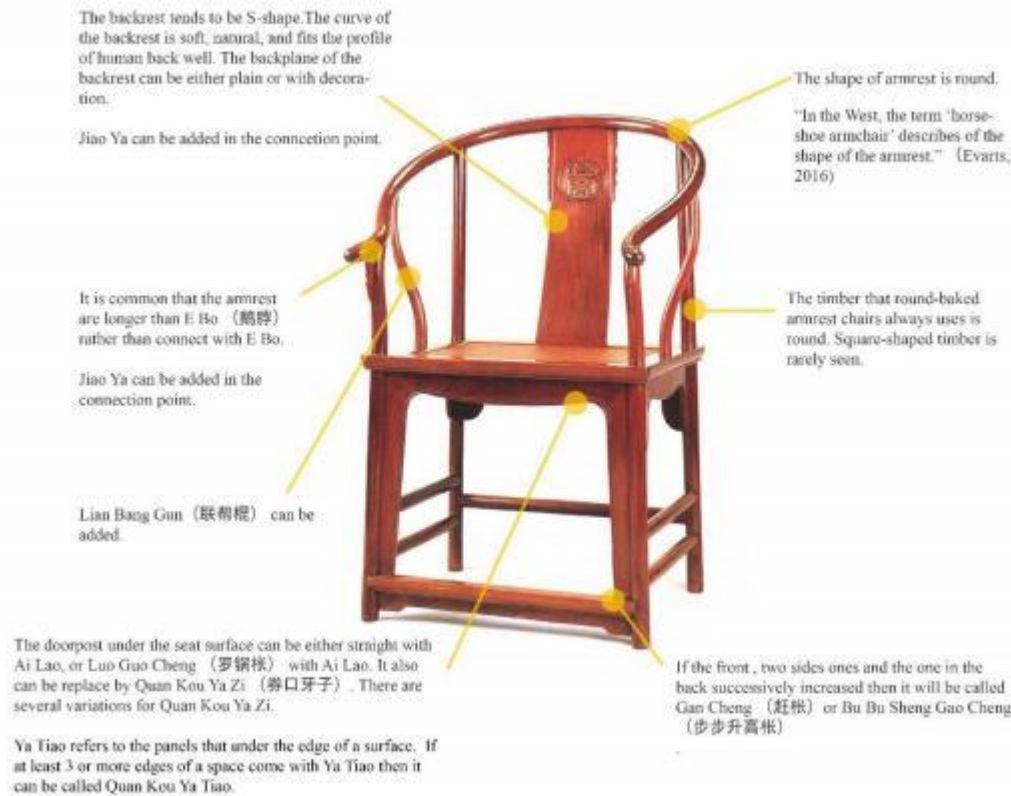 The backrest tends to be S-shape.The curve of
the backrest is soft, natural, and fits the profile
of human back well. The backplane of the
backrest can be either plain or with decora-
tion.
Jiao Ya can be added in the conncetion point.
The shape of armrest is round.
“In the West, the term ‘horse-
shoe armchair’ describes of the
shape of the armrest.” （Evarts,
2016)
It is common that the armrest
are longer than E Bo （鹅脖）
rather than connect with E Bo.
Jiao Ya can be added in the
connection point.
The timber that round-baked
armrest chairs always uses is
round. Square-shaped timber is
rarely seen.
Lian Bang Gun（联帮棍） can be
added.
The doorpost under the seat surface can be either straight with
Ai Lao, or Luo Guo Cheng （罗锅枨） with Ai Lao. It also
can be replace by Quan Kou Ya Zi （券口牙子）. There are
several variations for Quan Kou Ya Zi.
Ya Tiao refers to the panels that under the edge of a surface. If
at least 3 or more edges of a space come with Ya Tiao then it
can be called Quan Kou Ya Tiao.
If the front , two sides ones and the one in the
back successively increased then it will be called
Gan Cheng （赶枨）or Bu Bu Sheng Gao Cheng
（步步升高枨）